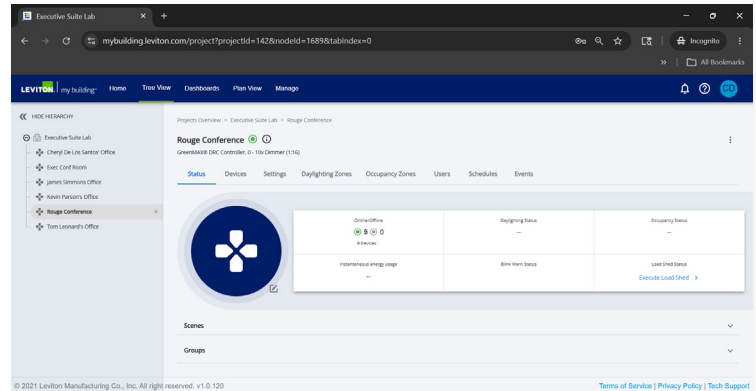 Executive Suite Lab
mybuilding.leviton.com/project?projectId=142&nodeId=1689&tabIndex=0
Incognito
All Bookmarks
LEVITON. my building Home Tree View Dashboards Plan View Manage CD
HIDE HIERARCHY
Executive Suite Lab
Cheryl De Los Santos' Office
Exec Conf Room
James Simmons Office
Kevin Parson's Office
Rouge Conference
Tom Leonard's Office
Projects Overview > Executive Suite Lab > Rouge Conference
Rouge Conference
GreenMAX® DRC Controller, 0 - 10v Dimmer (1:16)
Status Devices Settings Daylighting Zones Occupancy Zones Users Schedules Events
Online/Offline Daylighting Status Occupancy Status
9 0 -- --
9 Devices
Instantaneous energy usage Blink Warn Status Load Shed Status
-- Execute Load Shed >
Scenes
Groups
© 2021 Leviton Manufacturing Co., Inc. All right reserved. v1.0.120 Terms of Service | Privacy Policy | Tech Support